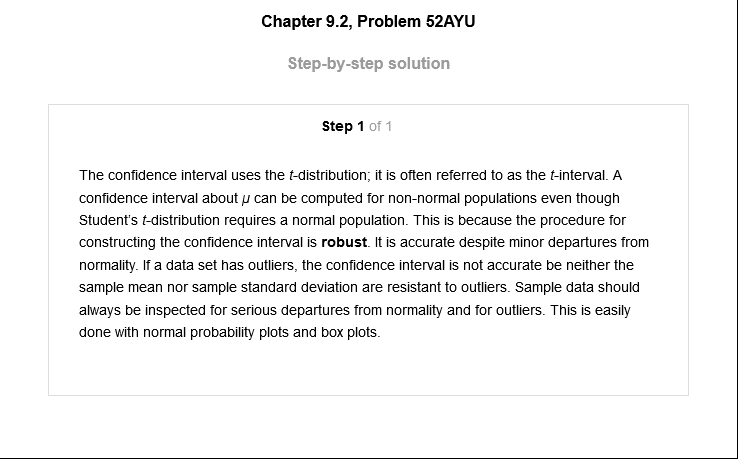 Chapter 9.2, Problem 52AYU
Step-by-step solution
Step 1 of 1
The confidence interval uses the t-distribution; it is often referred to as the t-interval. A
confidence interval about μ can be computed for non-normal populations even though
Student's t-distribution requires a normal population. This is because the procedure for
constructing the confidence interval is robust. It is accurate despite minor departures from
normality. If a data set has outliers, the confidence interval is not accurate be neither the
sample mean nor sample standard deviation are resistant to outliers. Sample data should
always be inspected for serious departures from normality and for outliers. This is easily
done with normal probability plots and box plots.